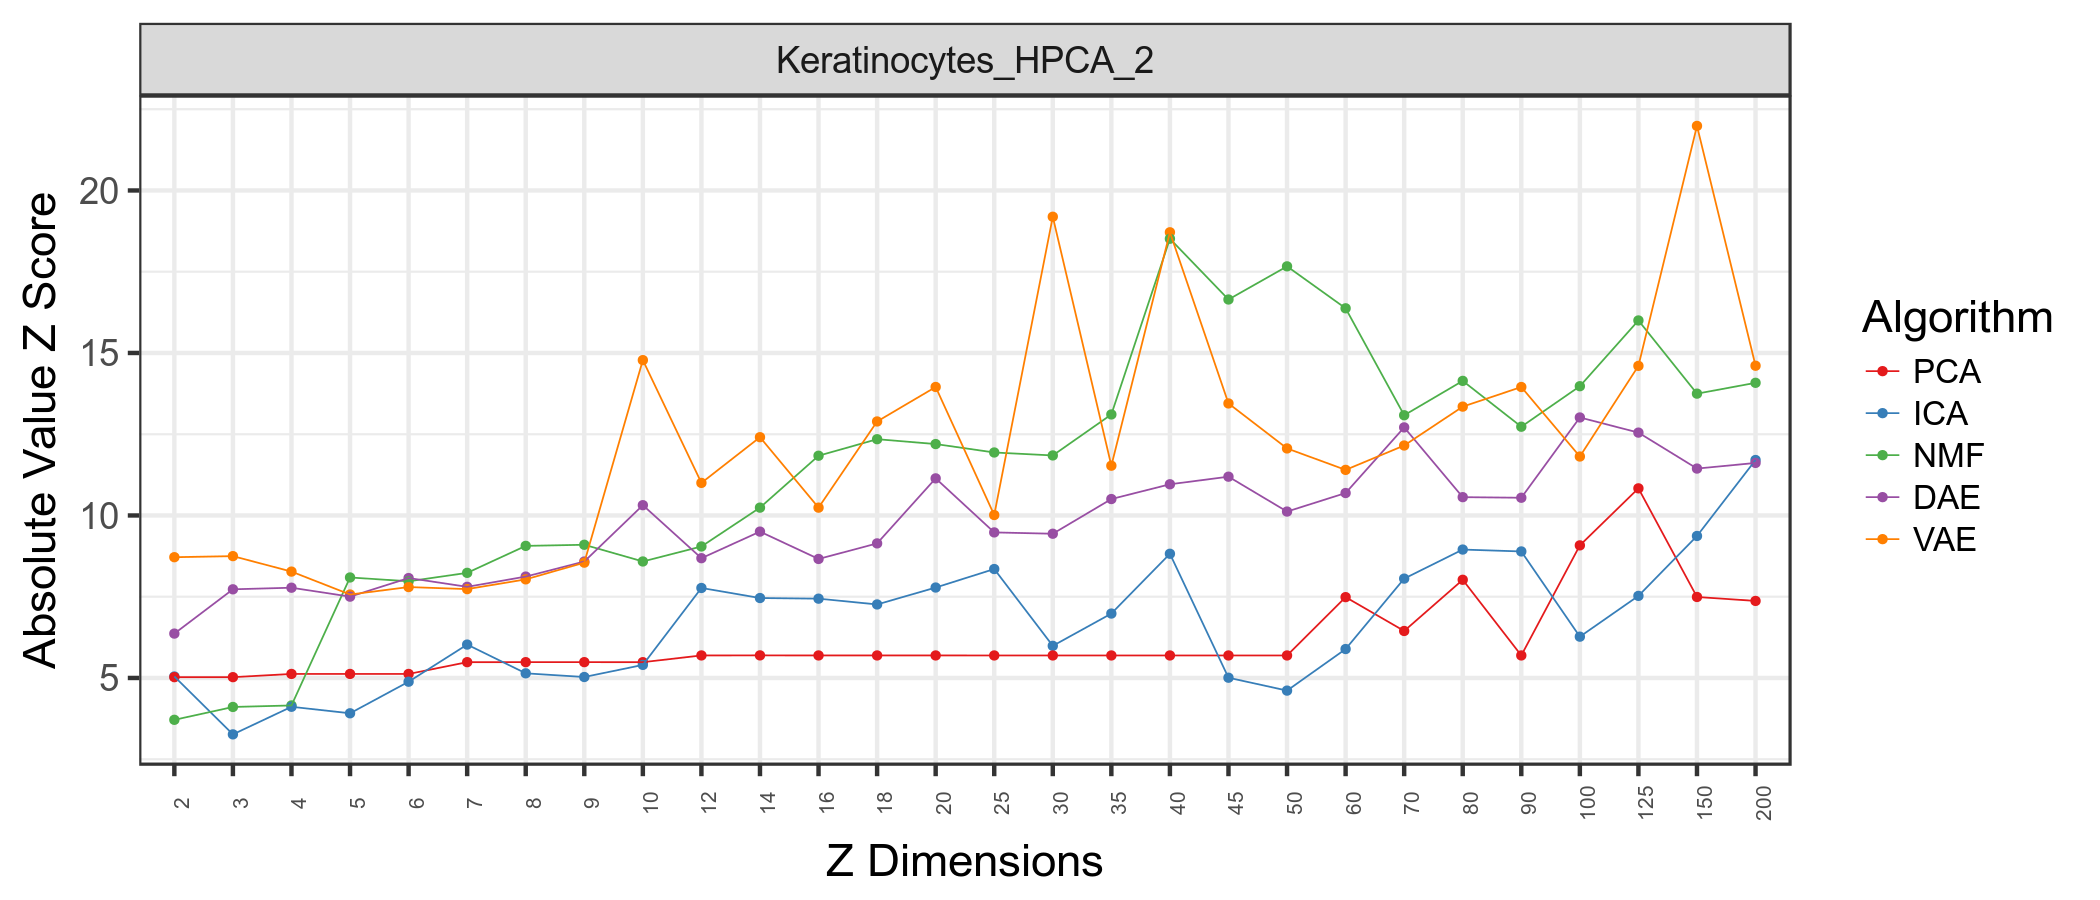 Keratinocytes_HPCA_2
Absolute Value Z Score
20
15
10
5
2 3 4 5 6 7 8 9 10 12 14 16 18 20 25 30 35 40 45 50 60 70 80 90 100 125 150 200
Z Dimensions
Algorithm
PCA
ICA
NMF
DAE
VAE